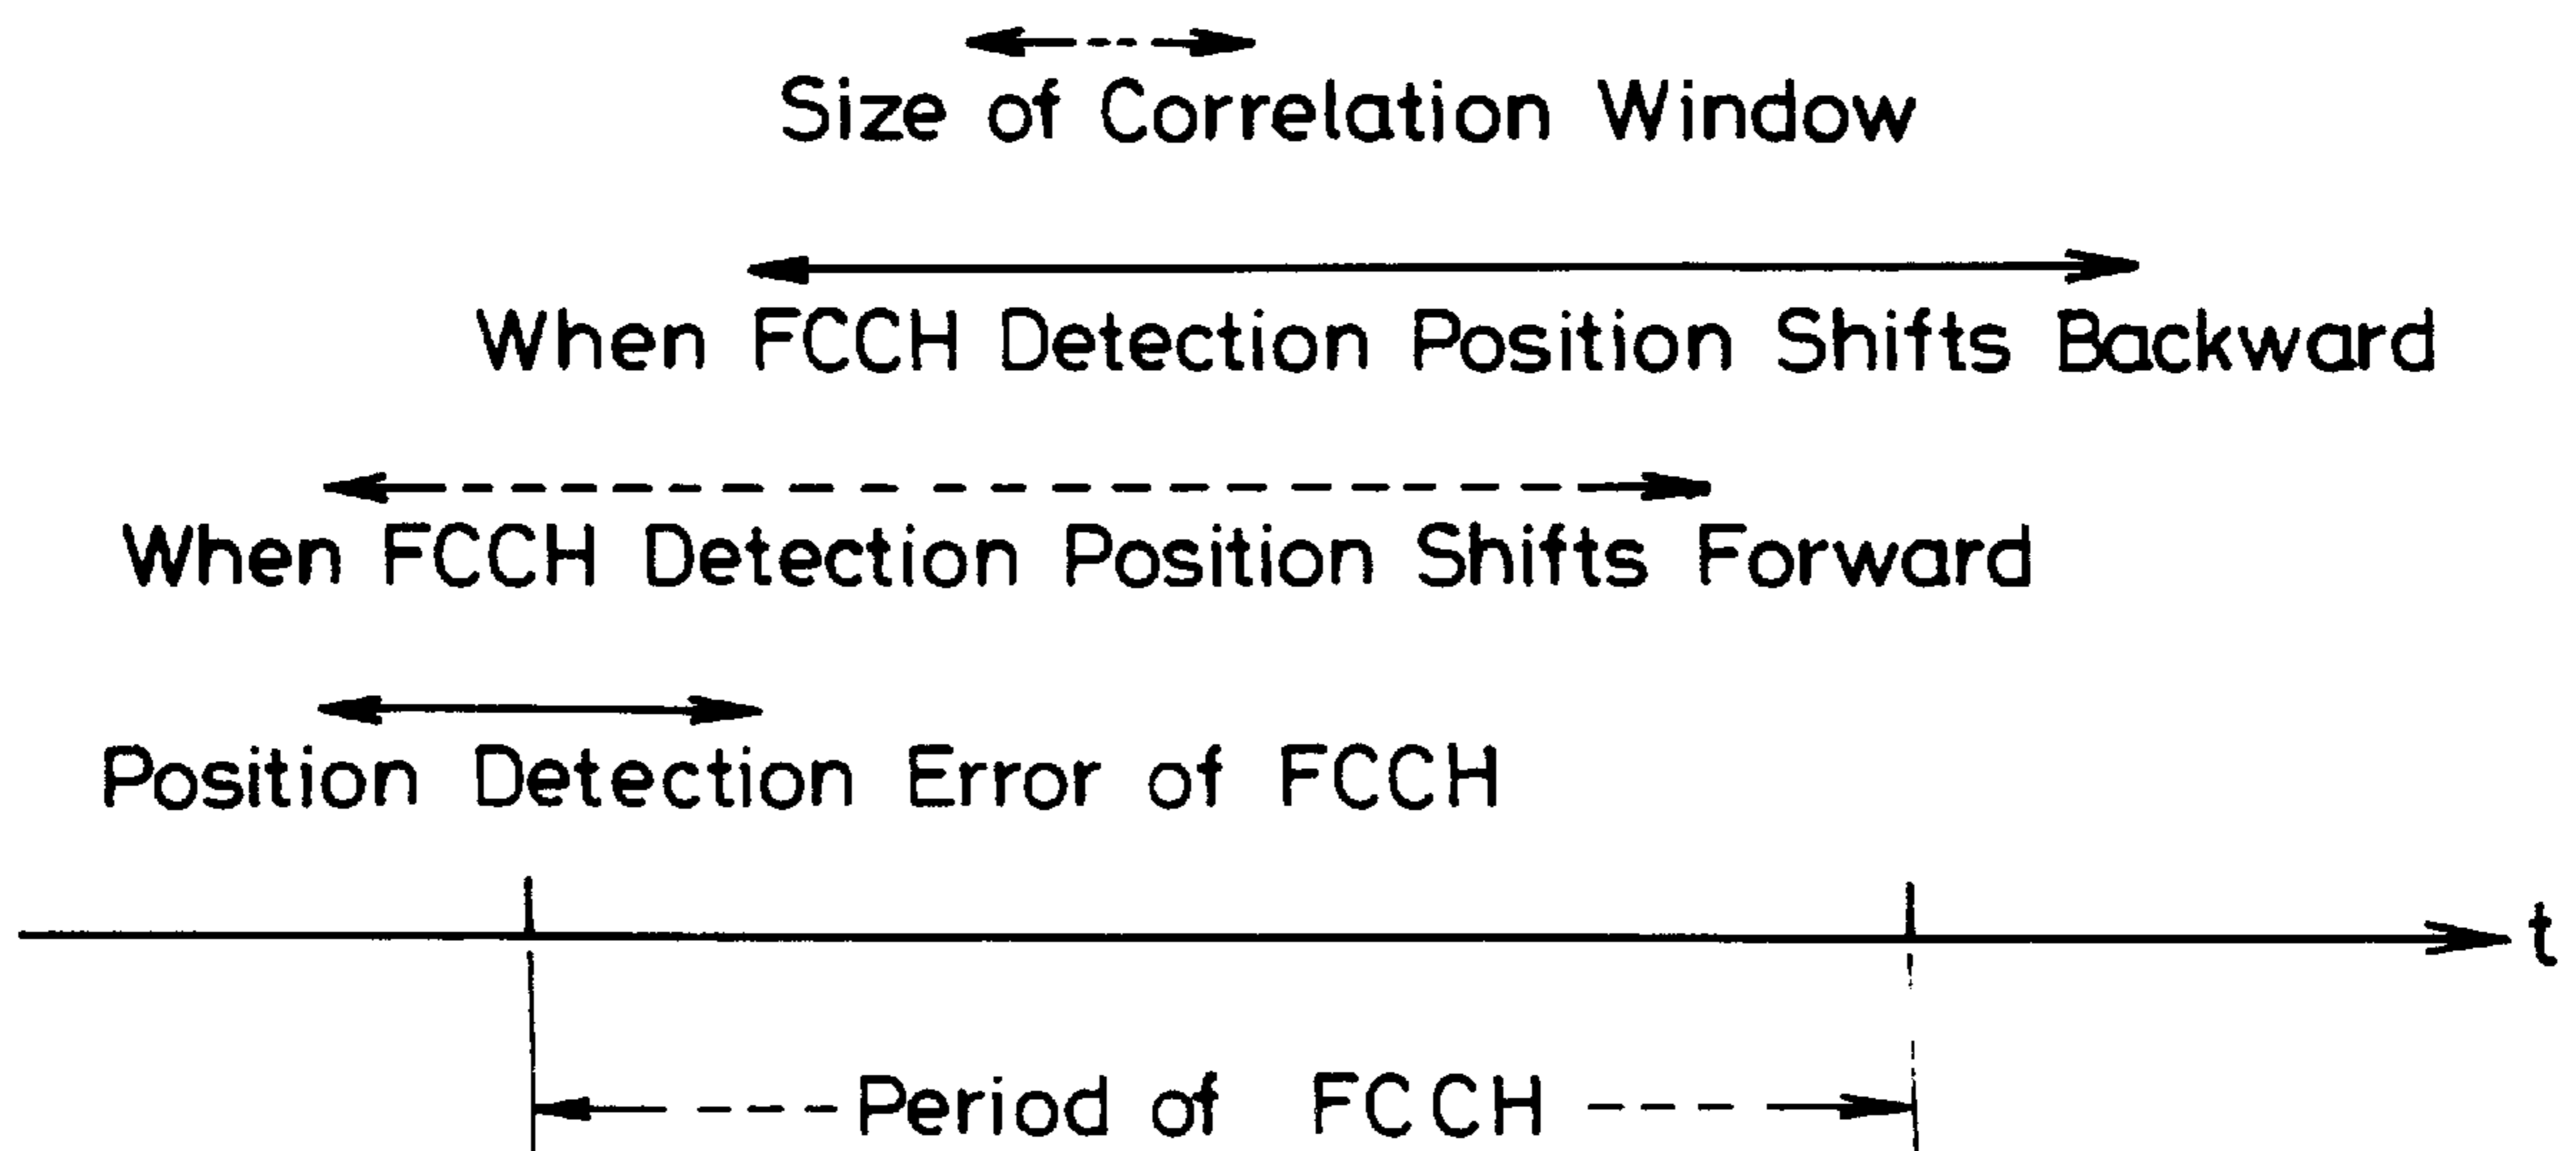 Size of Correlation Window
When FCCH Detection Position Shifts Backward
When FCCH Detection Position Shifts Forward
Position Detection Error of FCCH
t
Period of FCCH